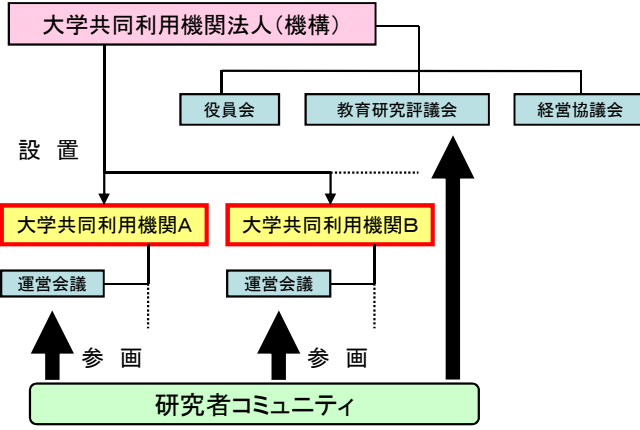 大学共同利用機関法人(機構)
役員会
教育研究評議会
経営協議会
設 置
大学共同利用機関A
大学共同利用機関B
運営会議
運営会議
参 画
参 画
研究者コミュニティ